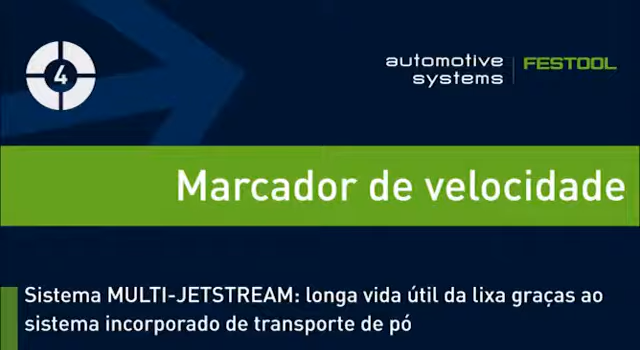 4
automotive
systems
FESTOOL
Marcador de velocidade
Sistema MULTI-JETSTREAM: longa vida útil da lixa graças ao
sistema incorporado de transporte de pó